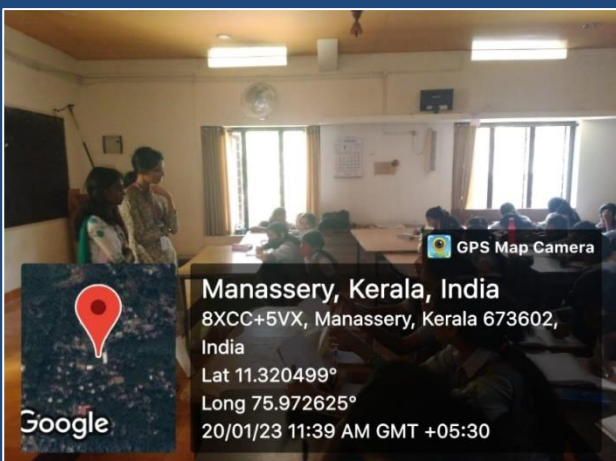 GPS Map Camera
Manassery, Kerala, India
8XCC+5VX, Manassery, Kerala 673602,
India
Lat 11.320499°
Long 75.972625°
20/01/23 11:39 AM GMT +05:30
Google